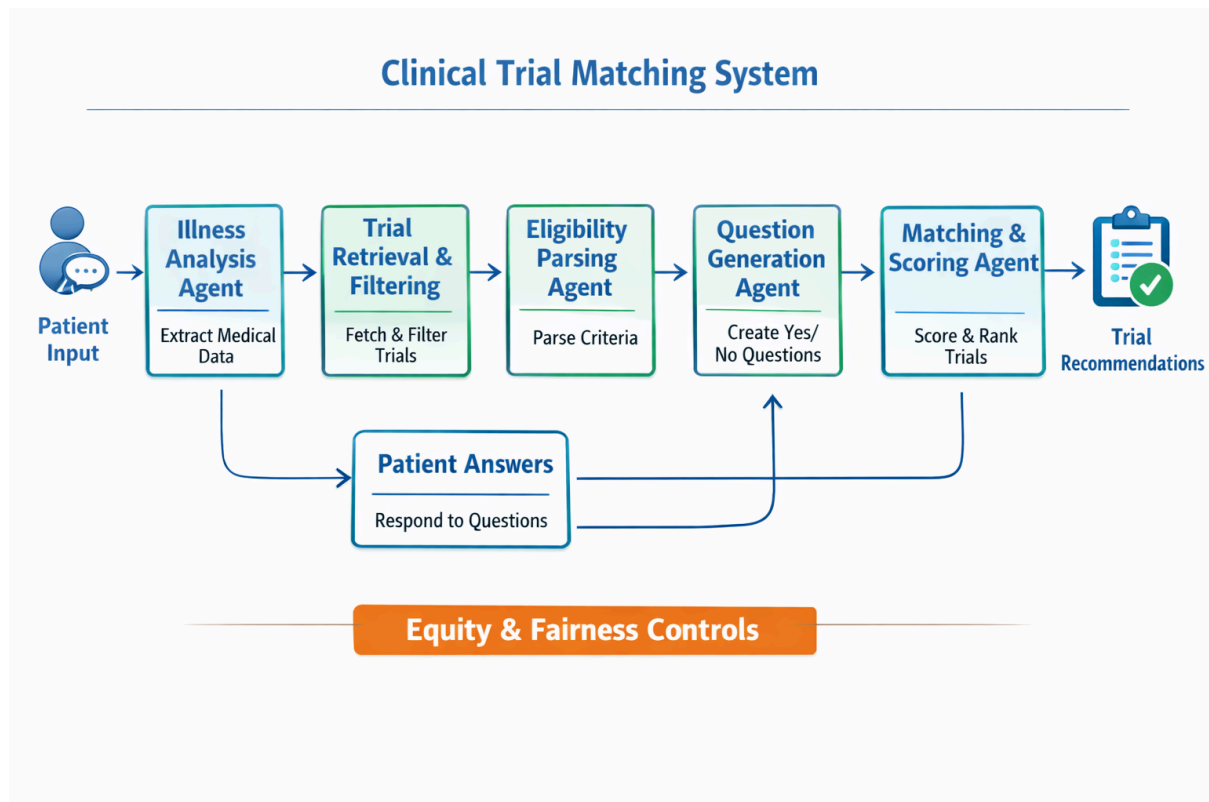 Clinical Trial Matching System
Patient
Input
Illness
Analysis
Agent
Extract Medical
Data
Trial
Retrieval &
Filtering
Fetch & Filter
Trials
Eligibility
Parsing
Agent
Parse Criteria
Question
Generation
Agent
Create Yes/
No Questions
Matching &
Scoring Agent
Score & Rank
Trials
Trial
Recommendations
Patient Answers
Respond to Questions
Equity & Fairness Controls